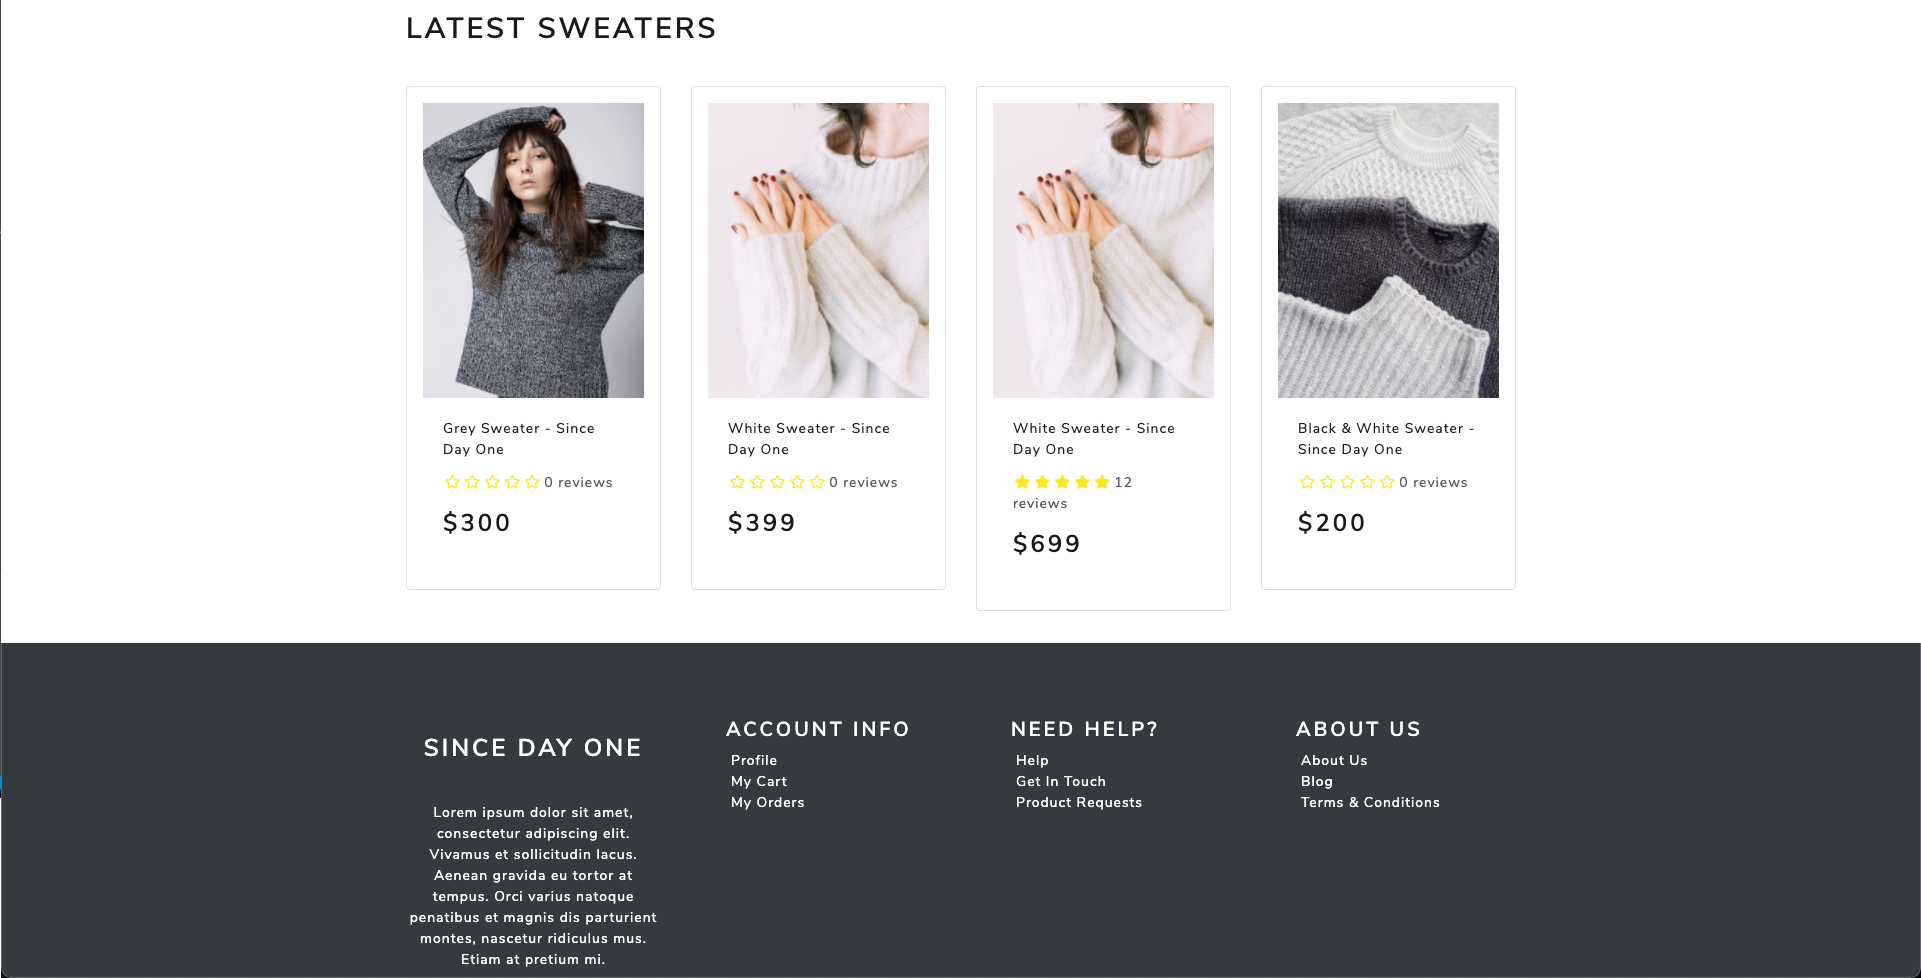 LATEST SWEATERS
Grey Sweater - Since
Day One
0 reviews
$300
White Sweater - Since
Day One
0 reviews
$399
White Sweater - Since
Day One
12
reviews
$699
Black & White Sweater -
Since Day One
0 reviews
$200
SINCE DAY ONE
Lorem ipsum dolor sit amet,
consectetur adipiscing elit.
Vivamus et sollicitudin lacus.
Aenean gravida eu tortor at
tempus. Orci varius natoque
penatibus et magnis dis parturient
montes, nascetur ridiculus mus.
Etiam at pretium mi.
ACCOUNT INFO
Profile
My Cart
My Orders
NEED HELP?
Help
Get In Touch
Product Requests
ABOUT US
About Us
Blog
Terms & Conditions